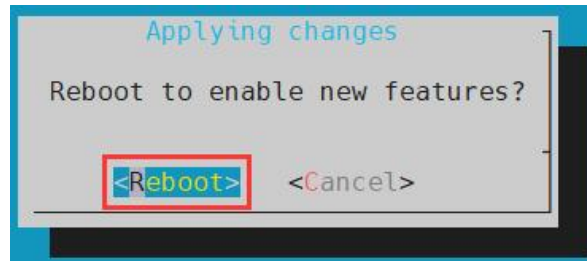 Applying changes
Reboot to enable new features?
<Reboot> <Cancel>